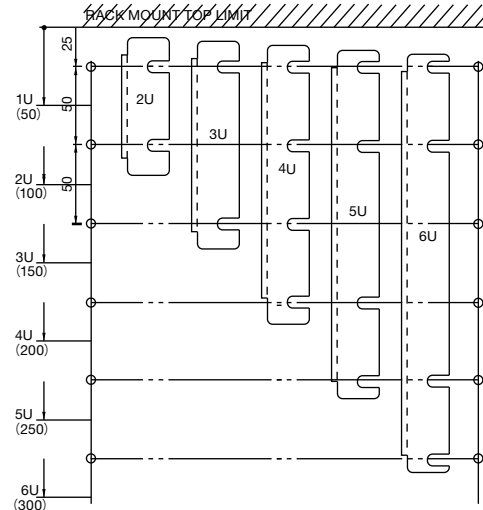 RACK MOUNT TOP LIMIT
25
50
50
1U
(50)
2U
(100)
3U
(150)
4U
(200)
5U
(250)
6U
(300)
2U
3U
4U
5U
6U